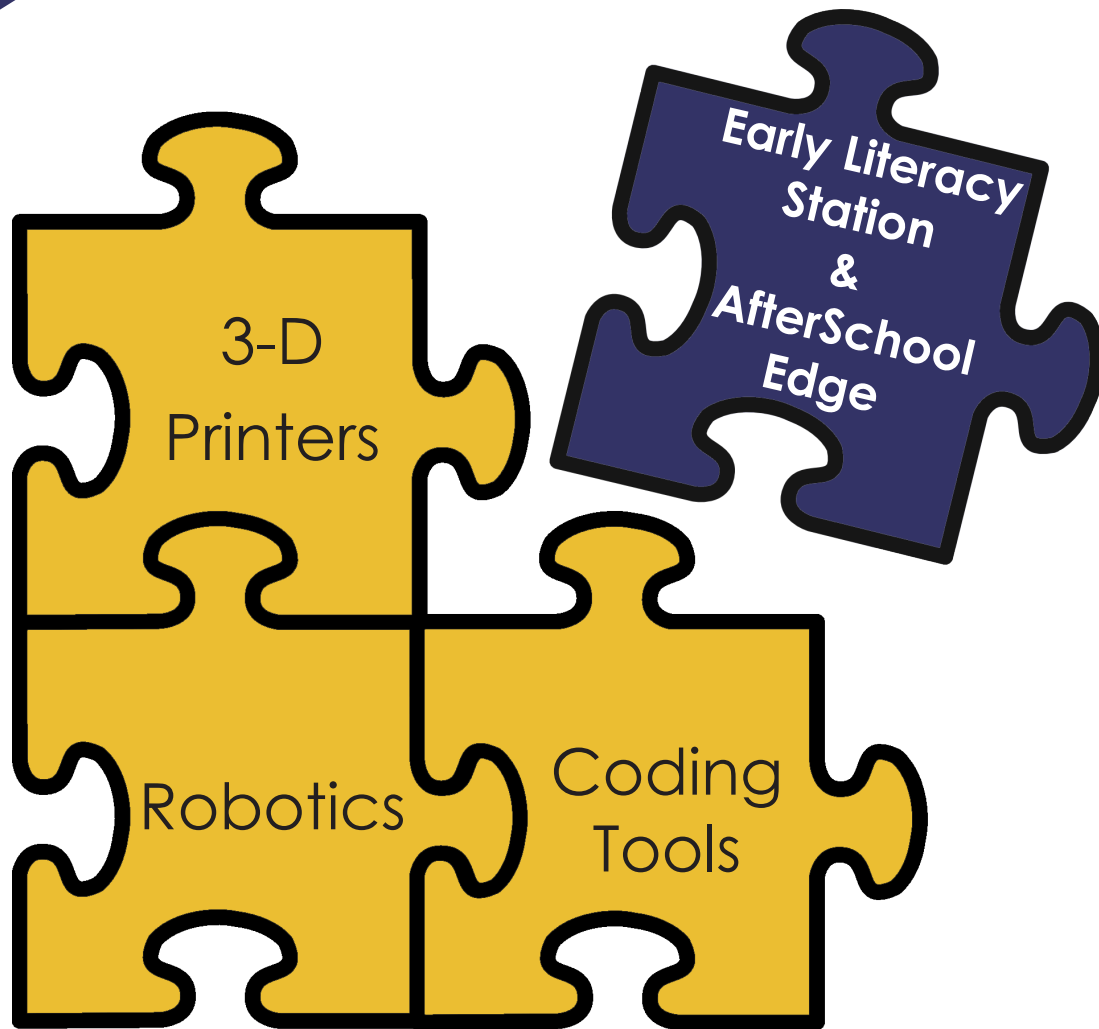 Early Literacy
Station
&
AfterSchool
Edge
3-D
Printers
Robotics
Coding
Tools